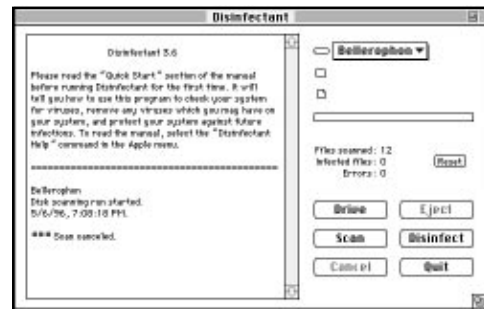 Disinfectant
Disinfectant 3.6
Please read the "Quick Start" section of the manual
before running Disinfectant for the first time. It will
tell you how to use this program to check your system
for viruses, remove any viruses which you may have on
your system, and protect your system against future
infections. To read the manual, select the "Disinfectant
Help" command in the Apple menu.
Bellerophon
Disk scanning run started.
5/6/96, 7:08:18 PM.
*** Scan canceled.
Bellerophon
Files scanned: 12
Infected files: 0
Errors: 0
Reset
Drive
Eject
Scan
Disinfect
Cancel
Quit